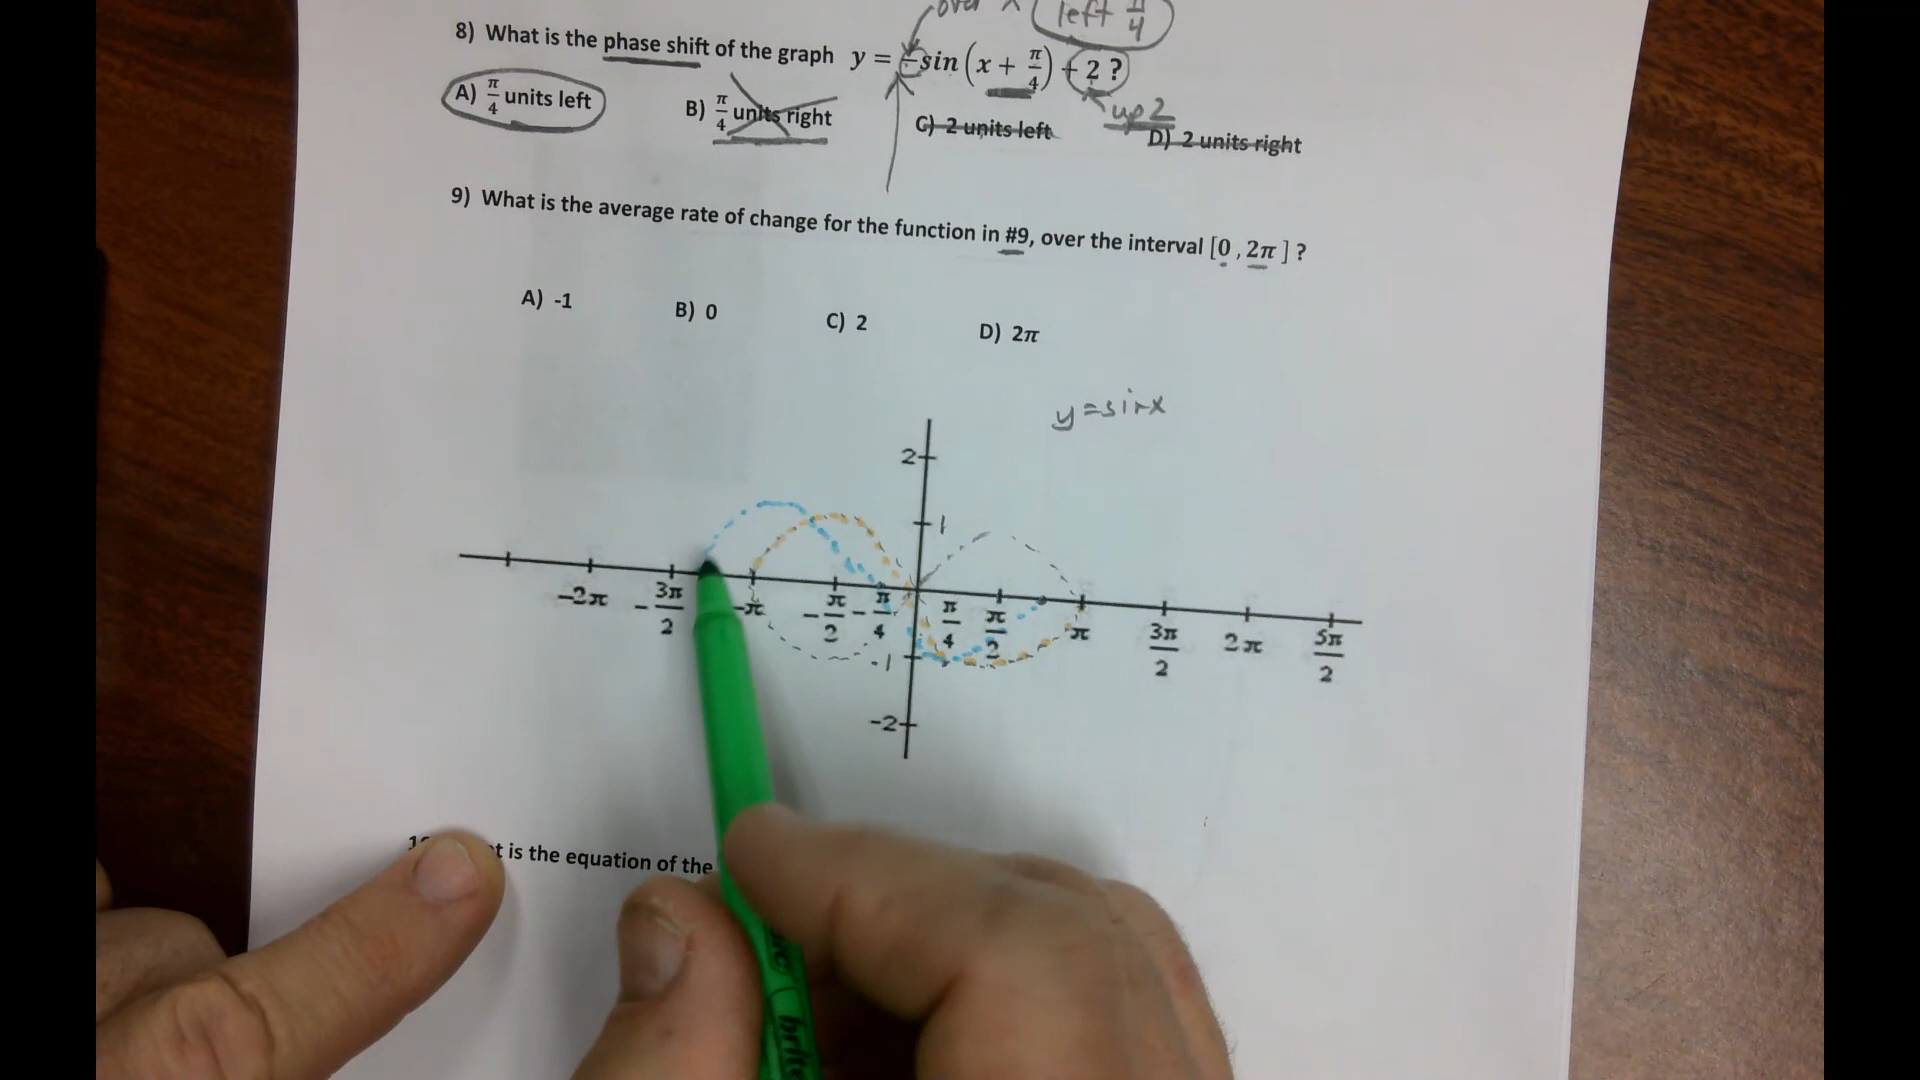 over x
left π/4
8) What is the phase shift of the graph y = -sin(x + π/4) + 2 ?
up 2
A) π/4 units left B) π/4 units right C) 2 units left D) 2 units right
9) What is the average rate of change for the function in #9, over the interval [0 , 2π ] ?
A) -1 B) 0 C) 2 D) 2π
y = sin x
2
1
-2π -3π/2 -π -π/2 -π/4 π/4 π/2 π 3π/2 2π 5π/2
-1
-2
t is the equation of the